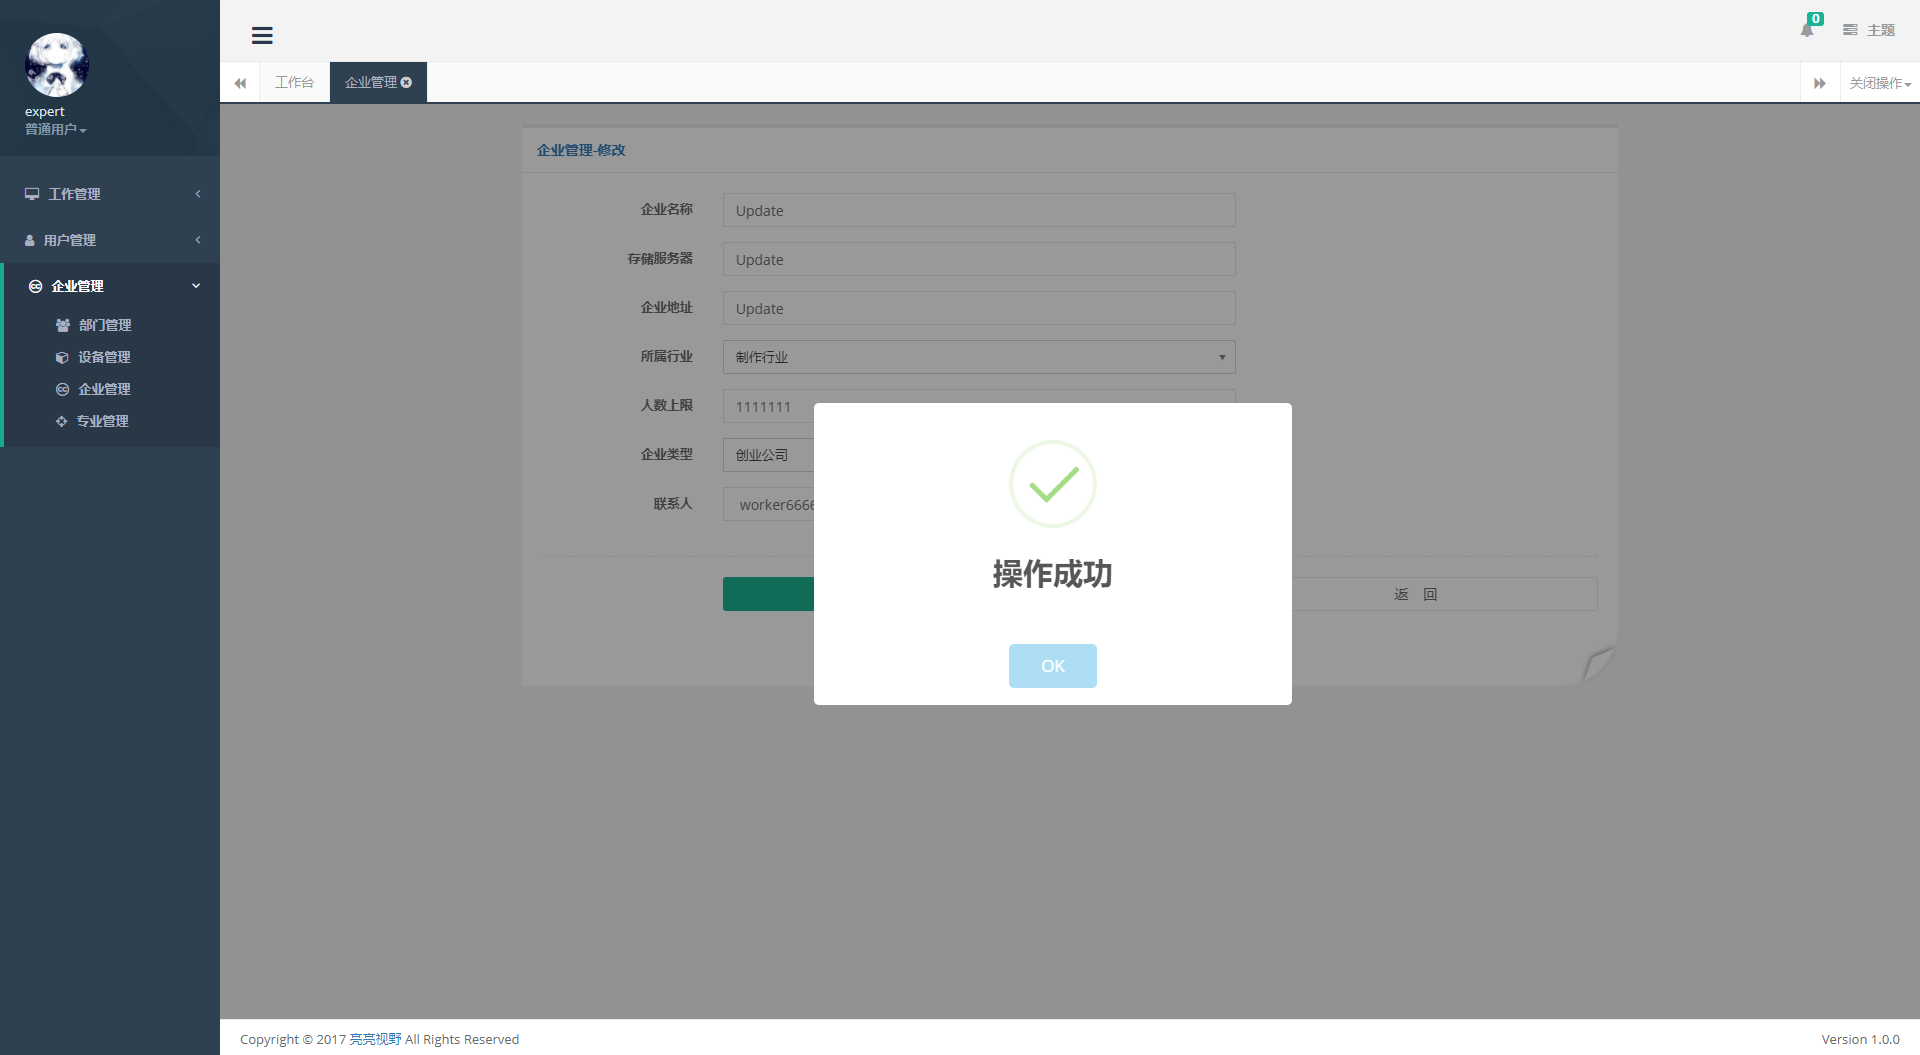 expert
普通用户
工作管理
用户管理
企业管理
部门管理
设备管理
企业管理
专业管理
0
主题
工作台
企业管理
关闭操作
企业管理-修改
企业名称 Update
存储服务器 Update
企业地址 Update
所属行业 制作行业
人数上限 1111111
企业类型 创业公司
联系人 worker666
操作成功
OK
返 回
Copyright © 2017 亮亮视野 All Rights Reserved
Version 1.0.0